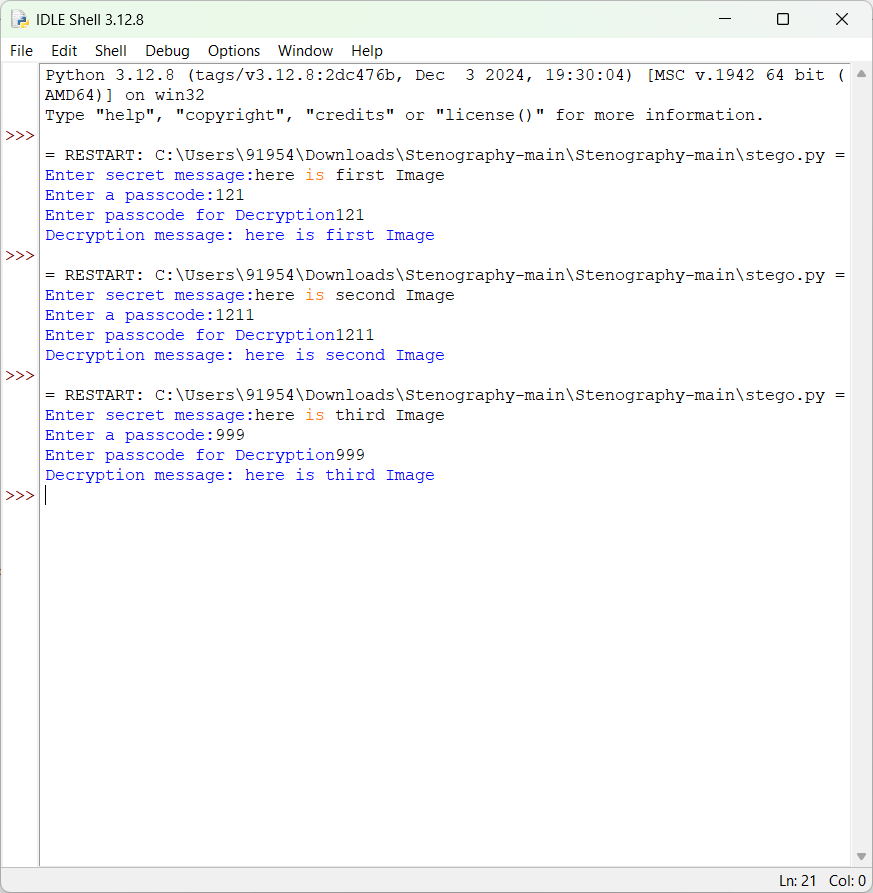 IDLE Shell 3.12.8
File Edit Shell Debug Options Window Help
Python 3.12.8 (tags/v3.12.8:2dc476b, Dec  3 2024, 19:30:04) [MSC v.1942 64 bit (
AMD64)] on win32
Type "help", "copyright", "credits" or "license()" for more information.
>>>
= RESTART: C:\Users\91954\Downloads\Stenography-main\Stenography-main\stego.py =
Enter secret message:here is first Image
Enter a passcode:121
Enter passcode for Decryption121
Decryption message: here is first Image
>>>
= RESTART: C:\Users\91954\Downloads\Stenography-main\Stenography-main\stego.py =
Enter secret message:here is second Image
Enter a passcode:1211
Enter passcode for Decryption1211
Decryption message: here is second Image
>>>
= RESTART: C:\Users\91954\Downloads\Stenography-main\Stenography-main\stego.py =
Enter secret message:here is third Image
Enter a passcode:999
Enter passcode for Decryption999
Decryption message: here is third Image
>>>
Ln: 21 Col: 0